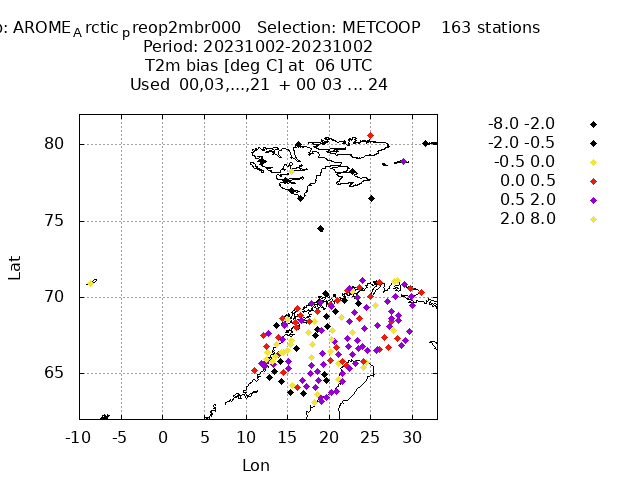 p: AROME_Arctic_preop2mbr000 Selection: METCOOP 163 stations
Period: 20231002-20231002
T2m bias [deg C] at 06 UTC
Used 00,03,...,21 + 00 03 ... 24
-8.0 -2.0
-2.0 -0.5
-0.5 0.0
0.0 0.5
0.5 2.0
2.0 8.0
80
75
70
65
Lat
-10 -5 0 5 10 15 20 25 30
Lon